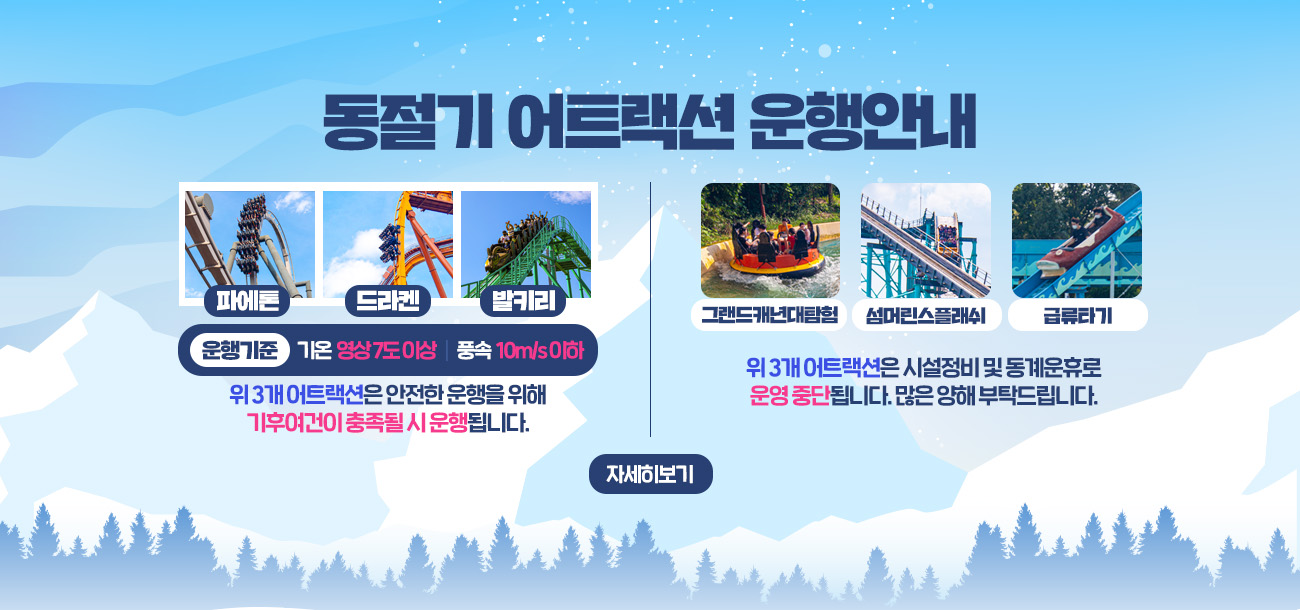 동절기 어트랙션 운행안내
파에톤
드라켄
발키리
운행기준 기온 영상 7도 이상 | 풍속 10m/s 이하
위 3개 어트랙션은 안전한 운행을 위해
기후여건이 충족될 시 운행됩니다.
그랜드캐년대탐험
섬머린스플래쉬
급류타기
위 3개 어트랙션은 시설정비 및 동계운휴로
운영 중단됩니다. 많은 양해 부탁드립니다.
자세히보기